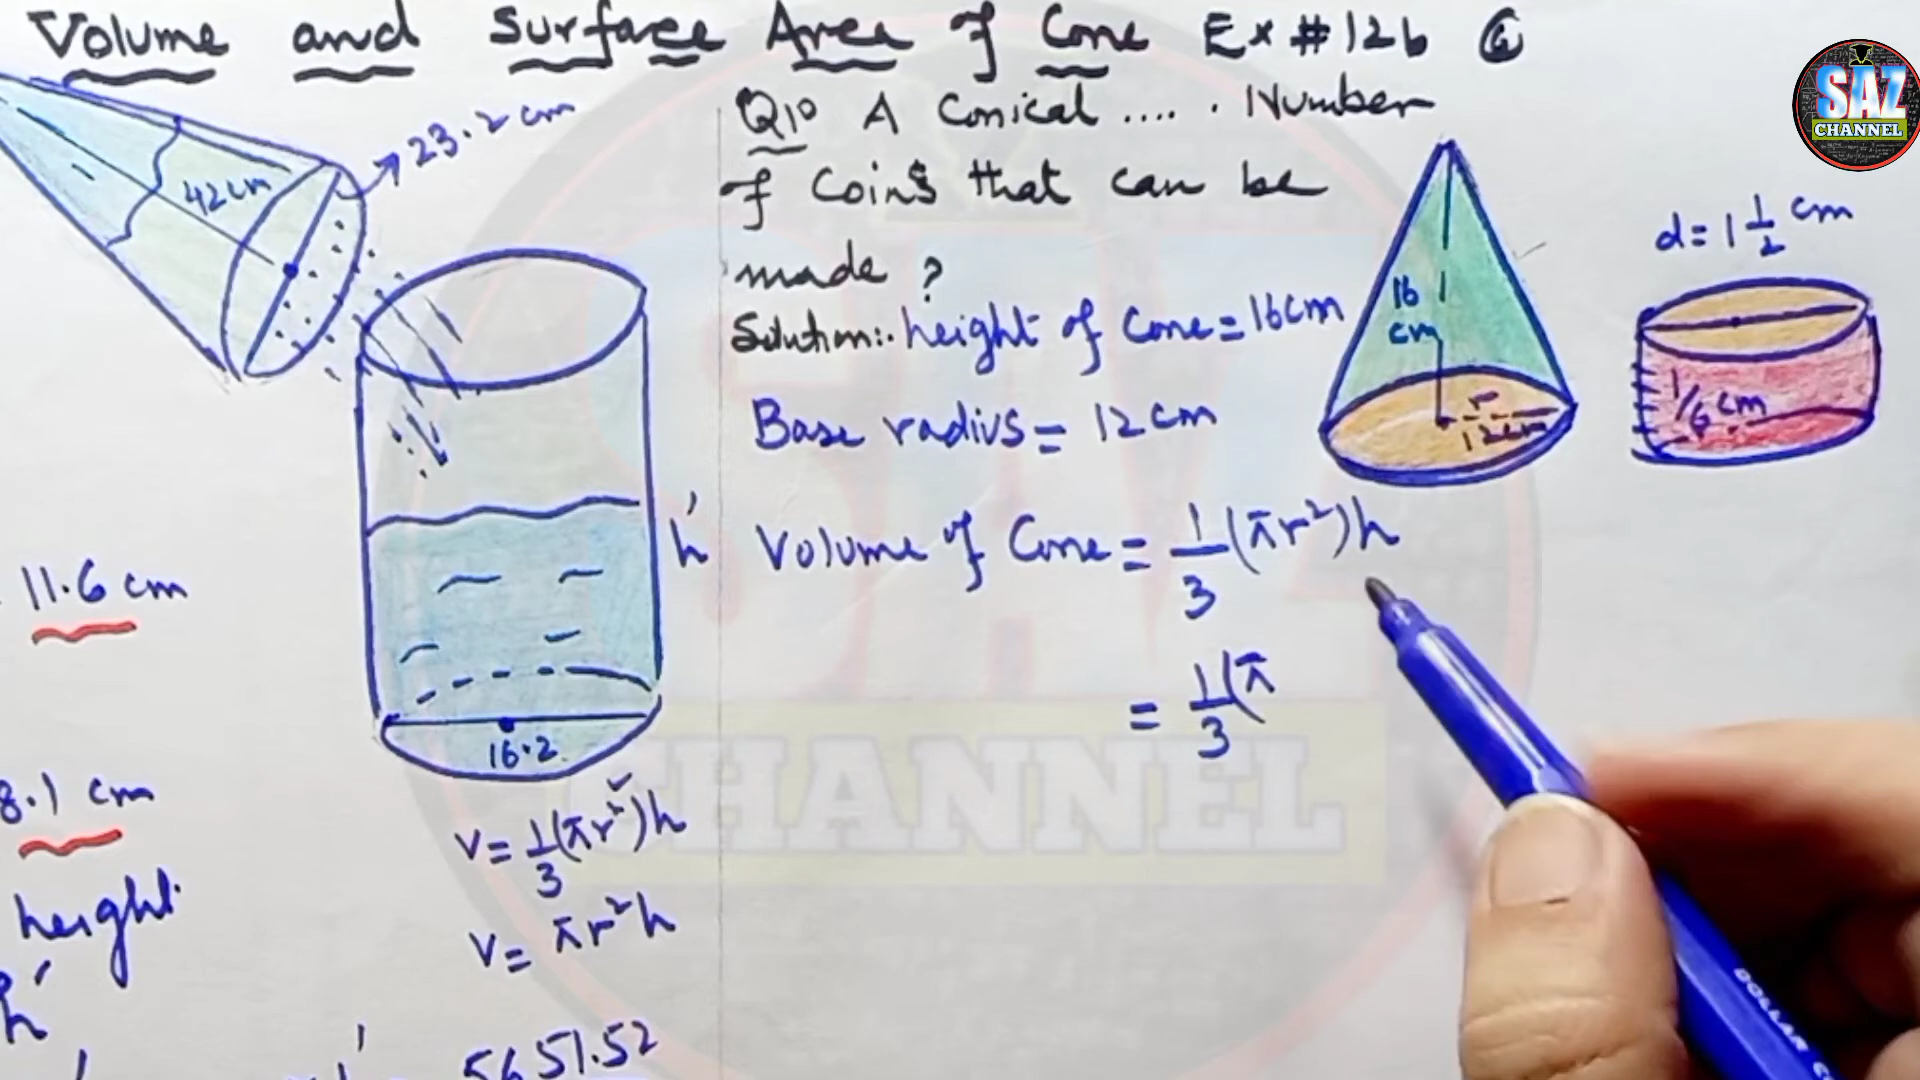 Volume and Surface Area of Cone Ex # 12b
SAZ
CHANNEL
23.2 cm
42 cm
Q10 A Conical ..... Number
of Coins that can be
made ?
Solution:. height of Cone = 16cm
Base radius = 12 cm
Volume of Cone = 1/3 (πr²)h
= 1/3 (π
16
cm
r
12cm
d = 1 1/2 cm
1/6 cm
h'
16.2
11.6 cm
8.1 cm
height
h'
V = 1/3 (πr²)h
V = πr²h
5651.52
SAZ
CHANNEL
DOLLAR